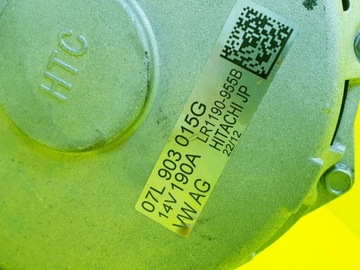 HTC
07L 903 015G
14V 190A
VW AG
LR1190-955B
HITACHI JP
22/12